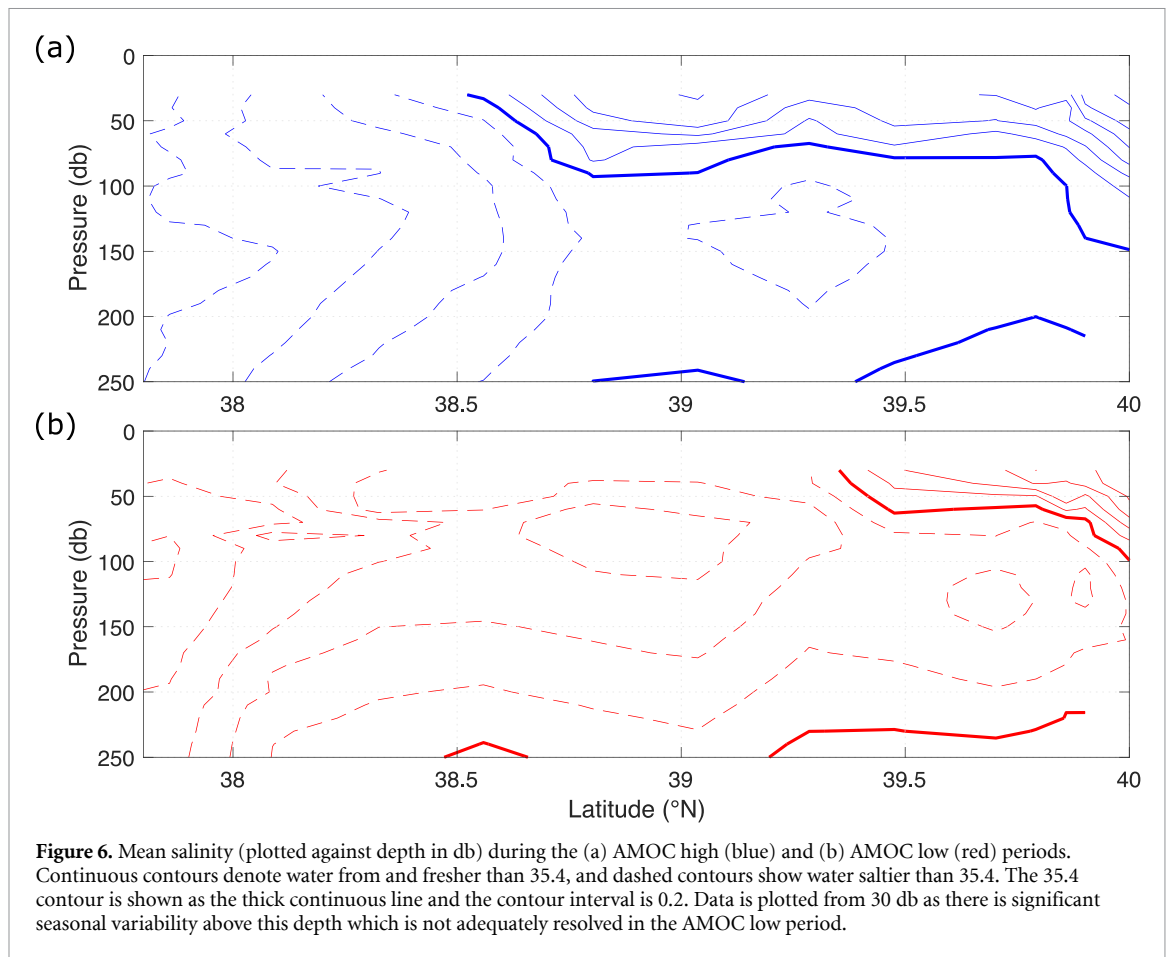 (a)
0
50
100
150
200
250
Pressure (db)
38
38.5
39
39.5
40
(b)
0
50
100
150
200
250
Pressure (db)
38
38.5
39
39.5
40
Latitude (°N)
Figure 6. Mean salinity (plotted against depth in db) during the (a) AMOC high (blue) and (b) AMOC low (red) periods.
Continuous contours denote water from and fresher than 35.4, and dashed contours show water saltier than 35.4. The 35.4
contour is shown as the thick continuous line and the contour interval is 0.2. Data is plotted from 30 db as there is significant
seasonal variability above this depth which is not adequately resolved in the AMOC low period.